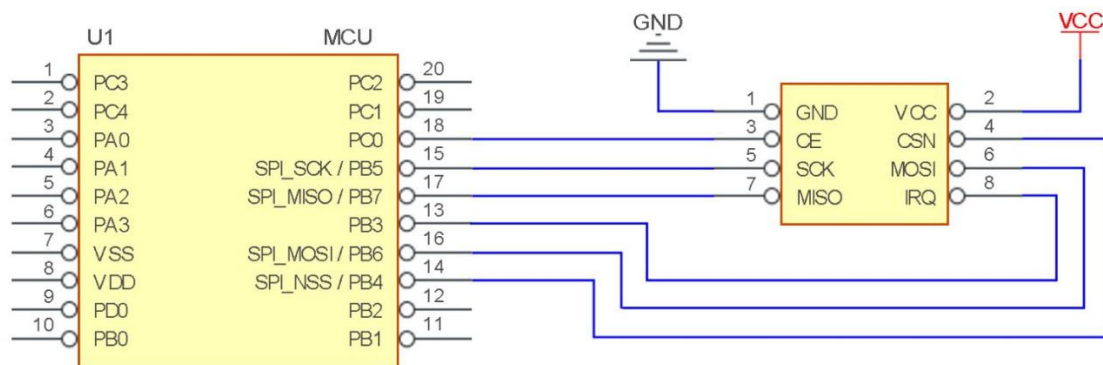 U1 MCU
1 PC3 PC2 20
2 PC4 PC1 19
3 PA0 PC0 18
4 PA1 SPI_SCK / PB5 15
5 PA2 SPI_MISO / PB7 17
6 PA3 PB3 13
7 VSS SPI_MOSI / PB6 16
8 VDD SPI_NSS / PB4 14
9 PD0 PB2 12
10 PB0 PB1 11
GND
VCC
1 GND VCC 2
3 CE CSN 4
5 SCK MOSI 6
7 MISO IRQ 8